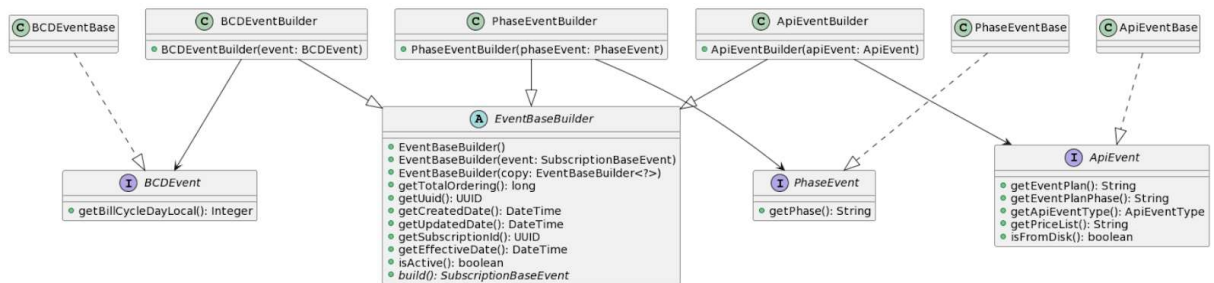 C BCDEventBase
C BCDEventBuilder
BCDEventBuilder(event: BCDEvent)
C PhaseEventBuilder
PhaseEventBuilder(phaseEvent: PhaseEvent)
C ApiEventBuilder
ApiEventBuilder(apiEvent: ApiEvent)
C PhaseEventBase
C ApiEventBase
I BCDEvent
getBillCycleDayLocal(): Integer
A EventBaseBuilder
EventBaseBuilder()
EventBaseBuilder(event: SubscriptionBaseEvent)
EventBaseBuilder(copy: EventBaseBuilder<?>)
getTotalOrdering(): long
getUuid(): UUID
getCreatedDate(): DateTime
getUpdatedDate(): DateTime
getSubscriptionId(): UUID
getEffectiveDate(): DateTime
isActive(): boolean
build(): SubscriptionBaseEvent
I PhaseEvent
getPhase(): String
I ApiEvent
getEventPlan(): String
getEventPlanPhase(): String
getApiEventType(): ApiEventType
getPriceList(): String
isFromDisk(): boolean